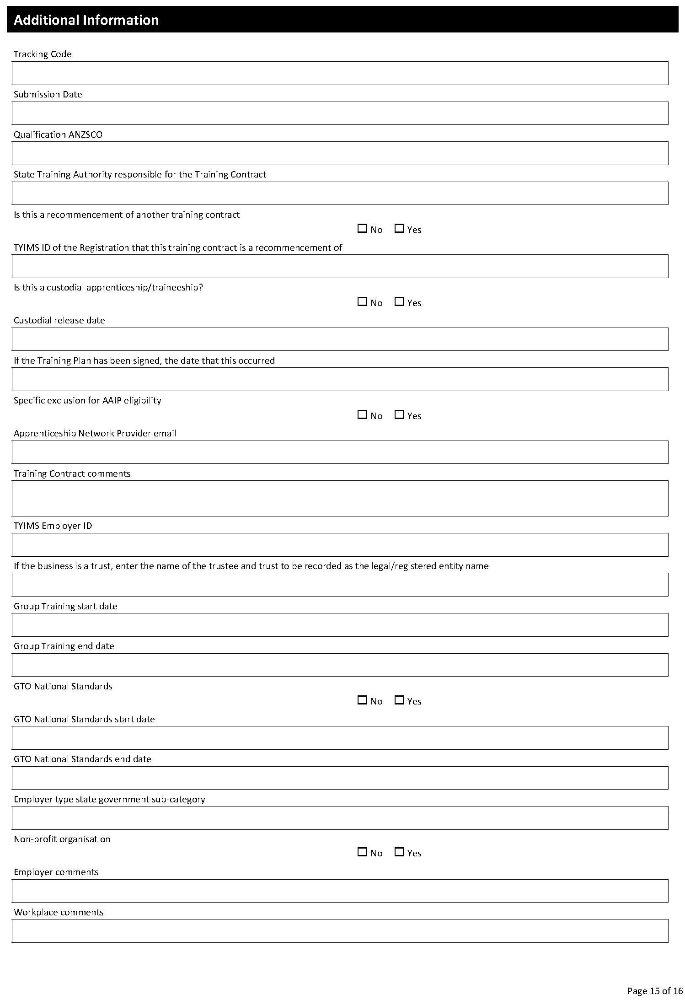 Additional Information
Tracking Code
Submission Date
Qualification ANZSCO
State Training Authority responsible for the Training Contract
Is this a recommencement of another training contract
No Yes
TYIMS ID of the Registration that this training contract is a recommencement of
Is this a custodial apprenticeship/traineeship?
No Yes
Custodial release date
If the Training Plan has been signed, the date that this occurred
Specific exclusion for AAIP eligibility
No Yes
Apprenticeship Network Provider email
Training Contract comments
TYIMS Employer ID
If the business is a trust, enter the name of the trustee and trust to be recorded as the legal/registered entity name
Group Training start date
Group Training end date
GTO National Standards
No Yes
GTO National Standards start date
GTO National Standards end date
Employer type state government sub-category
Non-profit organisation
No Yes
Employer comments
Workplace comments
Page 15 of 16